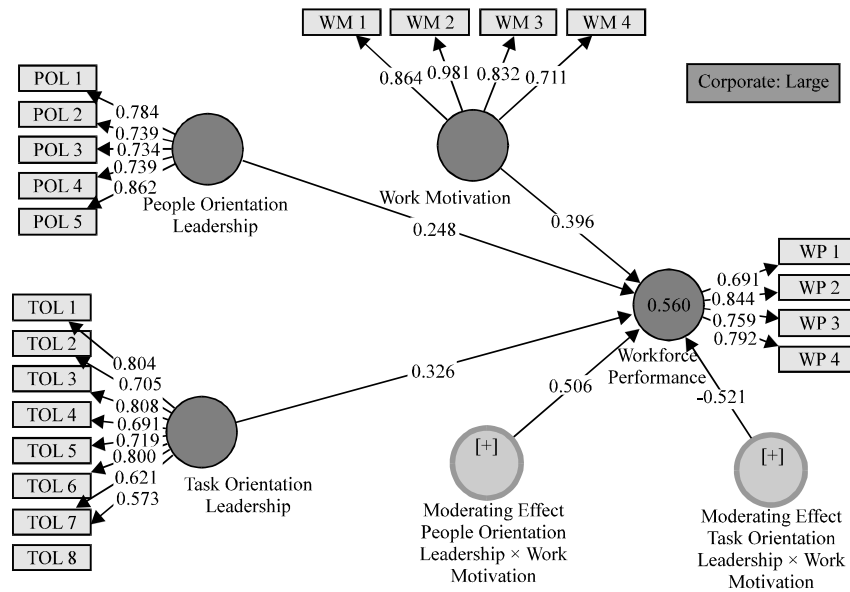 WM 1
WM 2
WM 3
WM 4
0.864
0.981
0.832
0.711
Corporate: Large
POL 1
POL 2
POL 3
POL 4
POL 5
0.784
0.739
0.734
0.739
0.862
People Orientation
Leadership
Work Motivation
0.248
0.396
WP 1
WP 2
WP 3
WP 4
0.691
0.844
0.759
0.792
0.560
Workforce
Performance
TOL 1
TOL 2
TOL 3
TOL 4
TOL 5
TOL 6
TOL 7
TOL 8
0.804
0.705
0.808
0.691
0.719
0.800
0.621
0.573
Task Orientation
Leadership
0.326
0.506
-0.521
[+]
Moderating Effect
People Orientation
Leadership × Work
Motivation
[+]
Moderating Effect
Task Orientation
Leadership × Work
Motivation